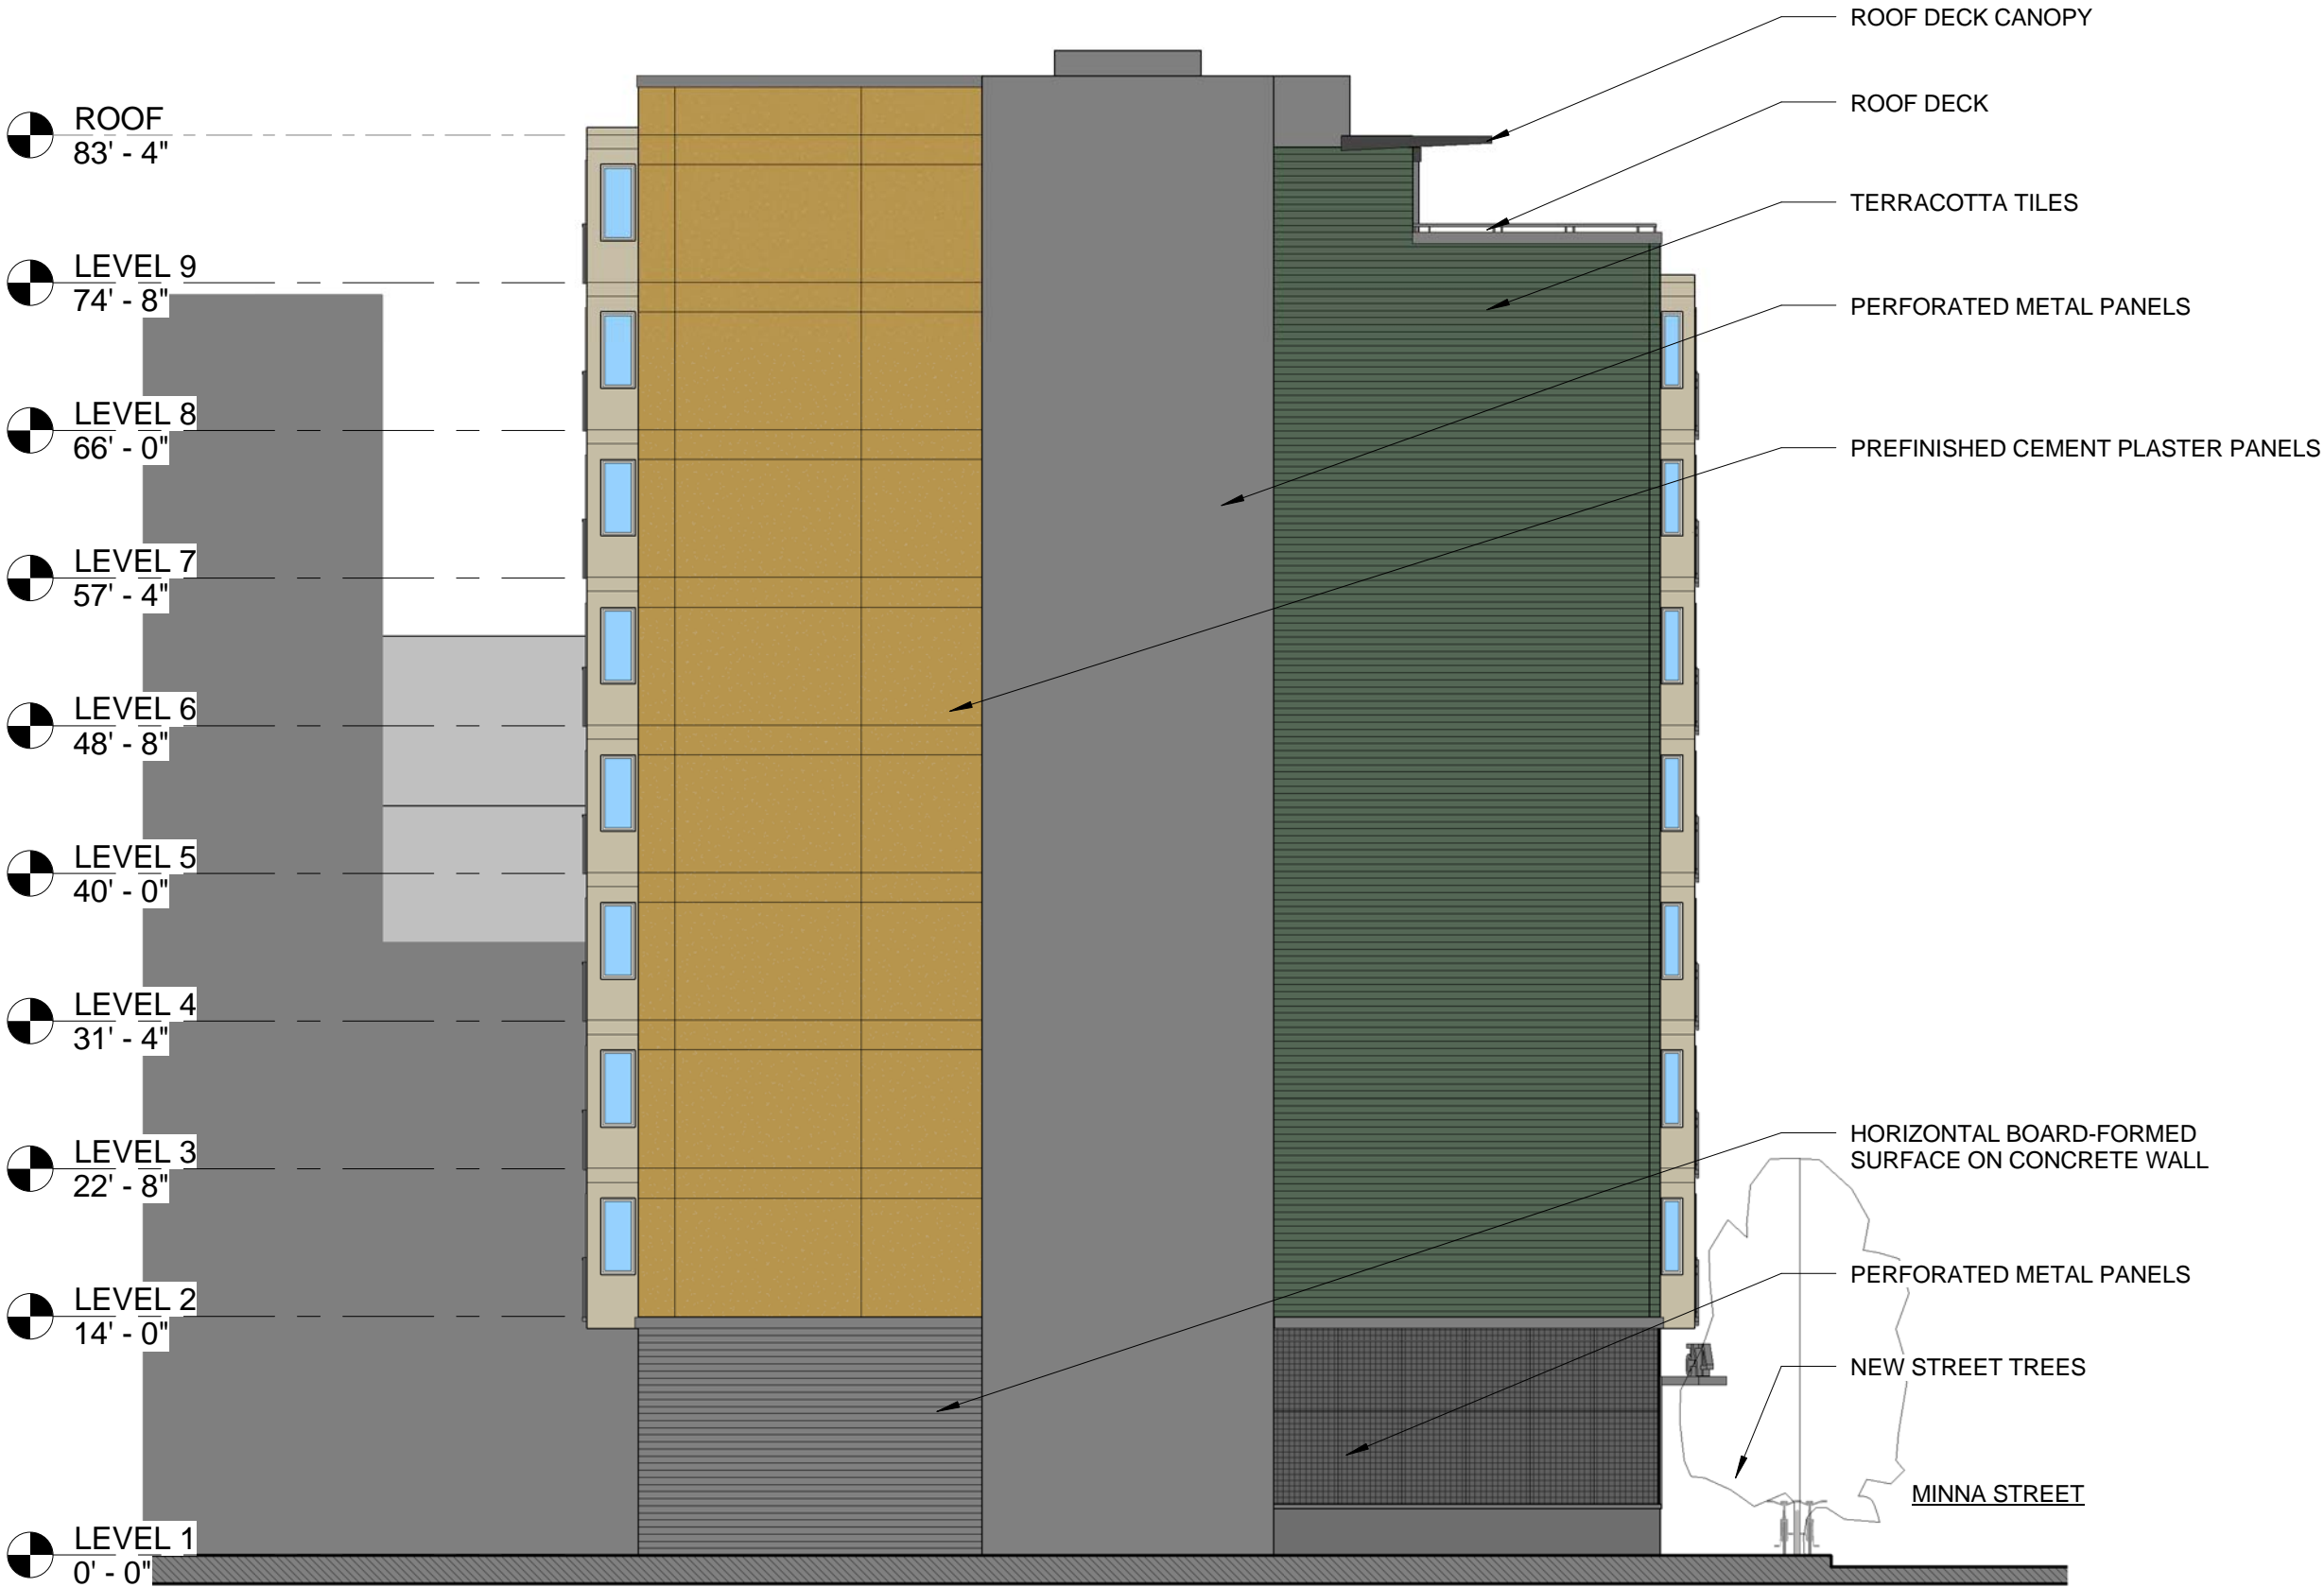 ROOF DECK CANOPY
ROOF DECK
TERRACOTTA TILES
PERFORATED METAL PANELS
PREFINISHED CEMENT PLASTER PANELS
HORIZONTAL BOARD-FORMED
SURFACE ON CONCRETE WALL
PERFORATED METAL PANELS
NEW STREET TREES
MINNA STREET
ROOF
83' - 4"
LEVEL 9
74' - 8"
LEVEL 8
66' - 0"
LEVEL 7
57' - 4"
LEVEL 6
48' - 8"
LEVEL 5
40' - 0"
LEVEL 4
31' - 4"
LEVEL 3
22' - 8"
LEVEL 2
14' - 0"
LEVEL 1
0' - 0"